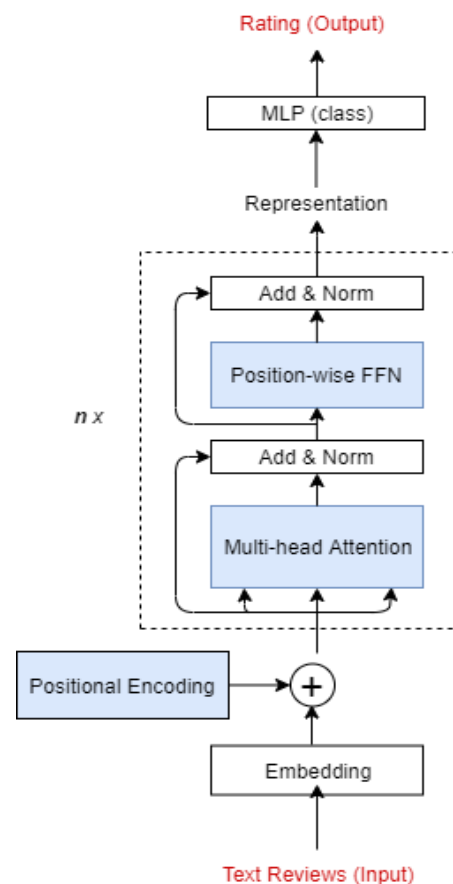 Rating (Output)
MLP (class)
Representation
Add & Norm
Position-wise FFN
n x
Add & Norm
Multi-head Attention
Positional Encoding
+
Embedding
Text Reviews (Input)